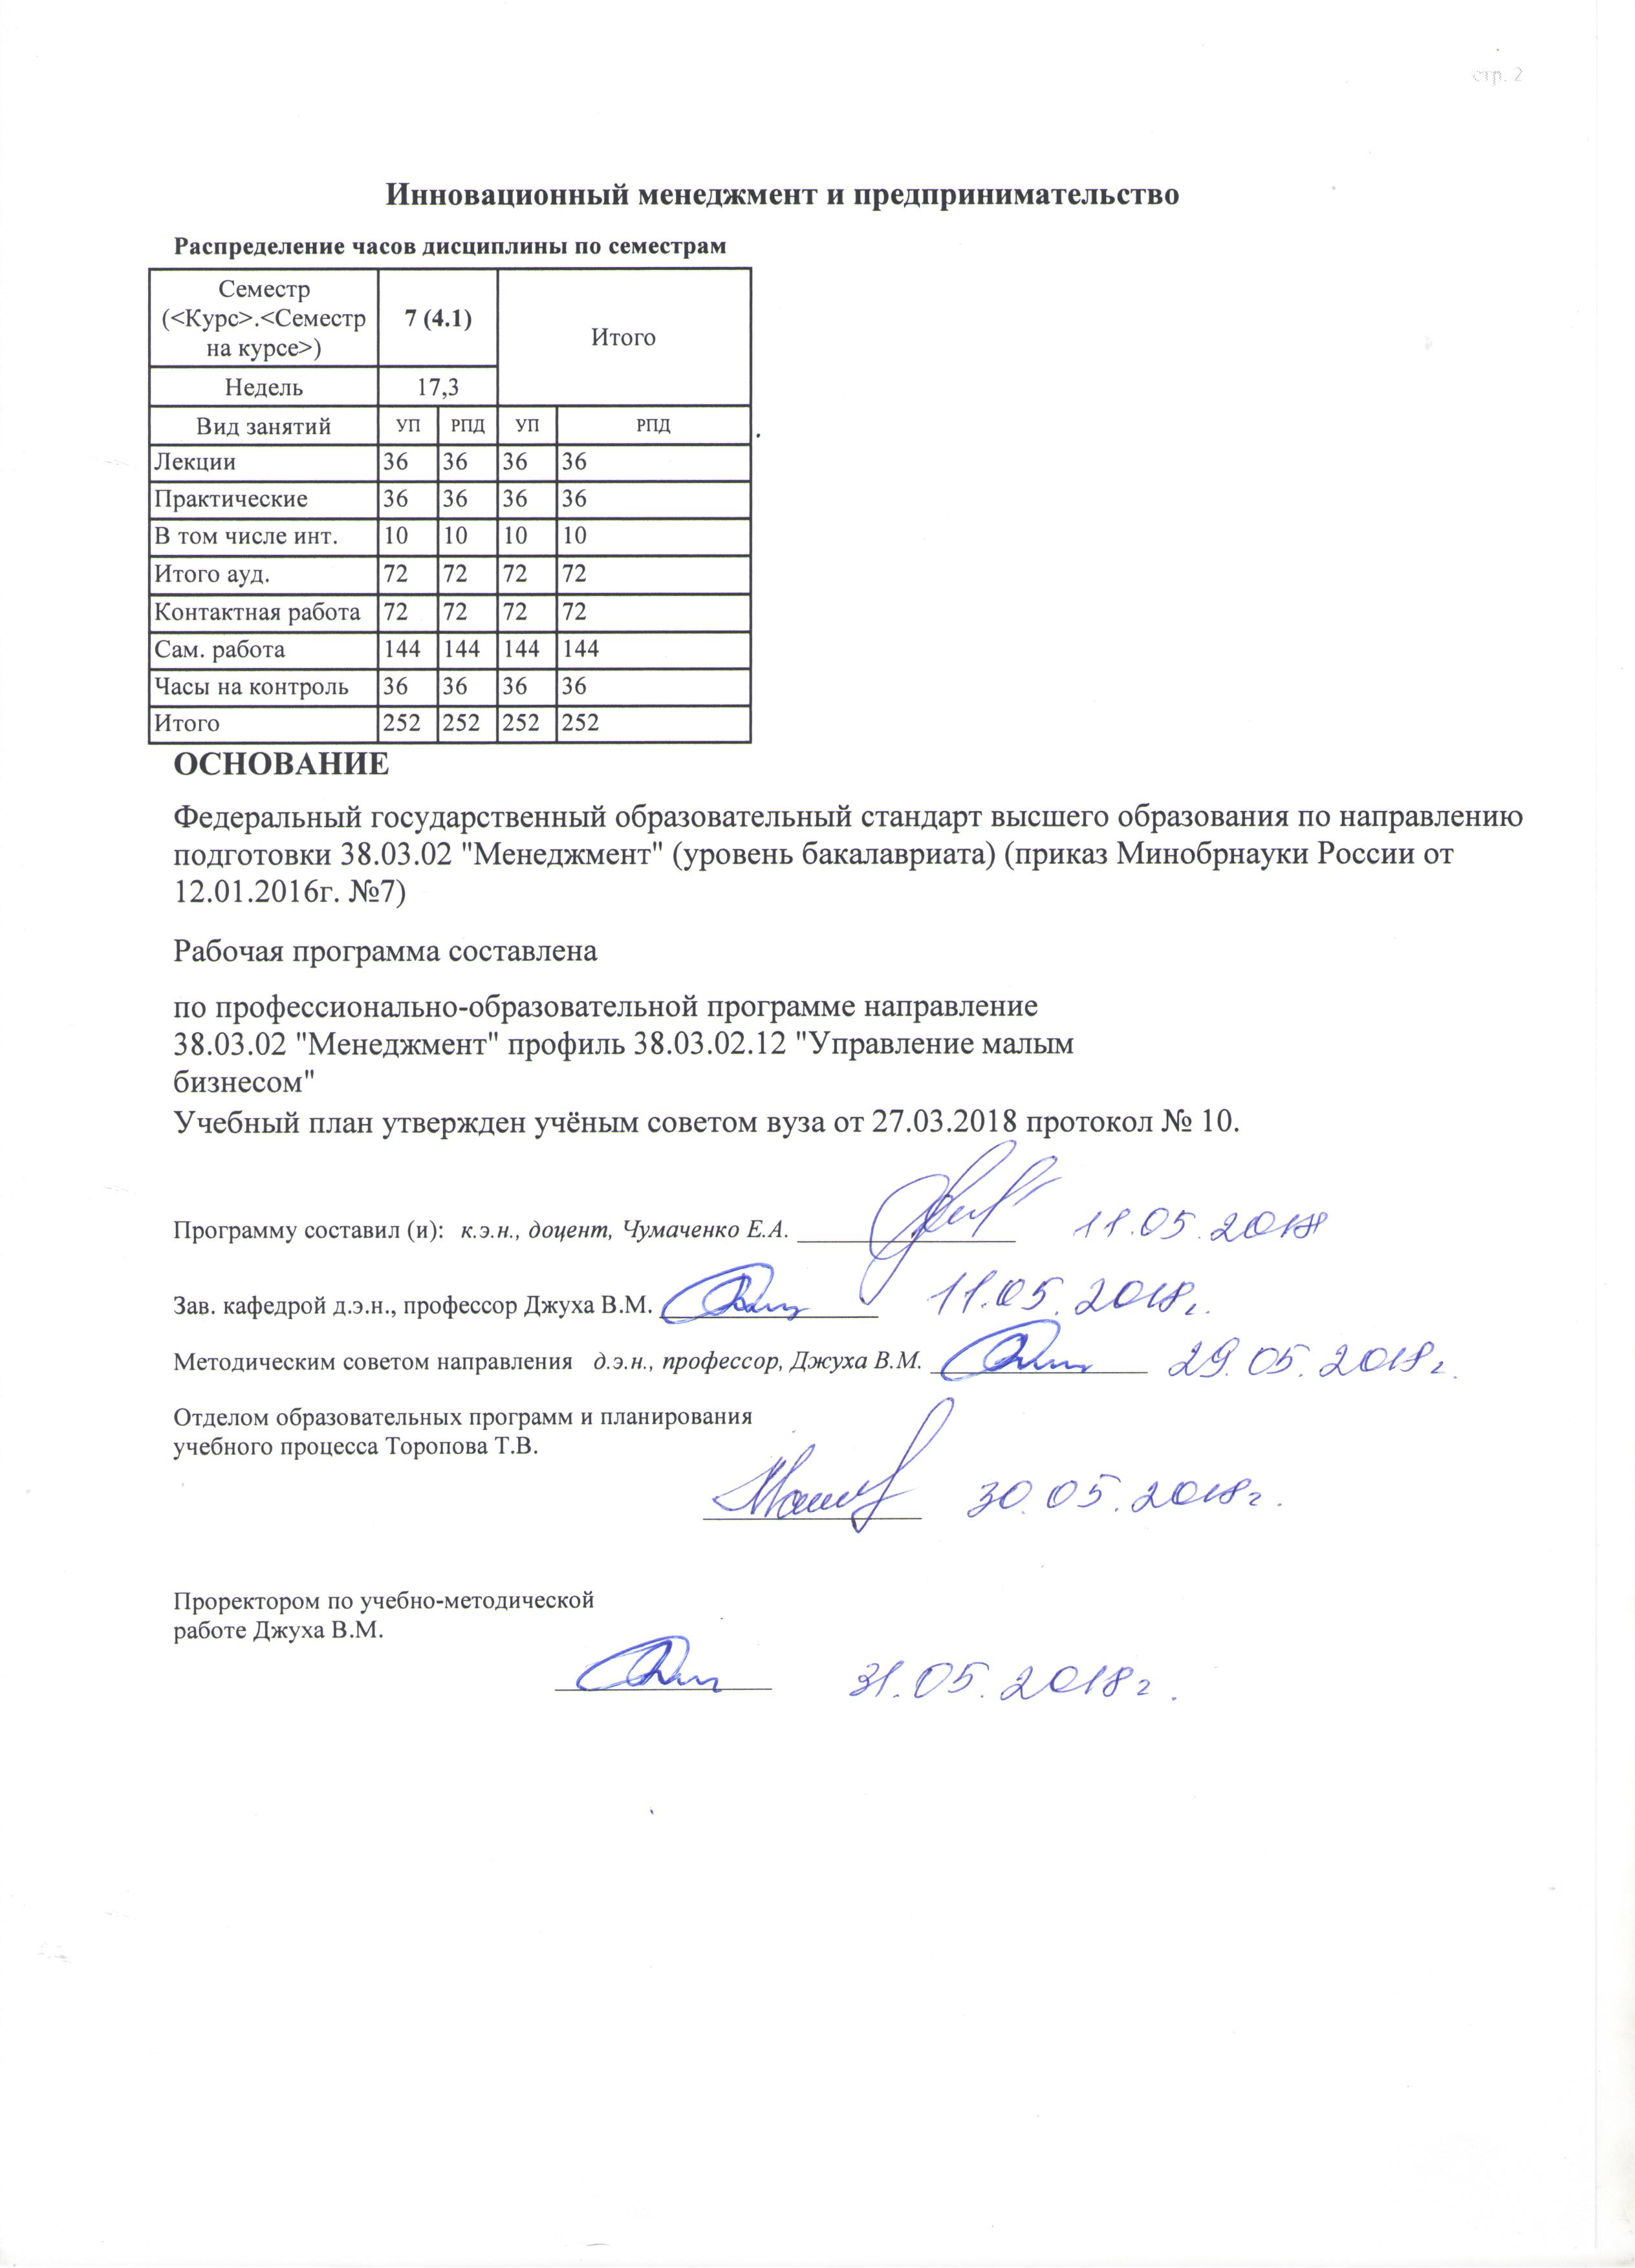 стр. 2
Инновационный менеджмент и предпринимательство
Распределение часов дисциплины по семестрам
Семестр
(<Курс>.<Семестр
на курсе>)
7 (4.1)
Итого
Недель 17,3
Вид занятий УП РПД УП РПД
Лекции 36 36 36 36
Практические 36 36 36 36
В том числе инт. 10 10 10 10
Итого ауд. 72 72 72 72
Контактная работа 72 72 72 72
Сам. работа 144 144 144 144
Часы на контроль 36 36 36 36
Итого 252 252 252 252
ОСНОВАНИЕ
Федеральный государственный образовательный стандарт высшего образования по направлению
подготовки 38.03.02 "Менеджмент" (уровень бакалавриата) (приказ Минобрнауки России от
12.01.2016г. №7)
Рабочая программа составлена
по профессионально-образовательной программе направление
38.03.02 "Менеджмент" профиль 38.03.02.12 "Управление малым
бизнесом"
Учебный план утвержден учёным советом вуза от 27.03.2018 протокол № 10.
Программу составил (и): к.э.н., доцент, Чумаченко Е.А. 11.05.2018
Зав. кафедрой д.э.н., профессор Джуха В.М. 11.05.2018г.
Методическим советом направления д.э.н., профессор, Джуха В.М. 29.05.2018г.
Отделом образовательных программ и планирования
учебного процесса Торопова Т.В.
30.05.2018г.
Проректором по учебно-методической
работе Джуха В.М.
31.05.2018г.